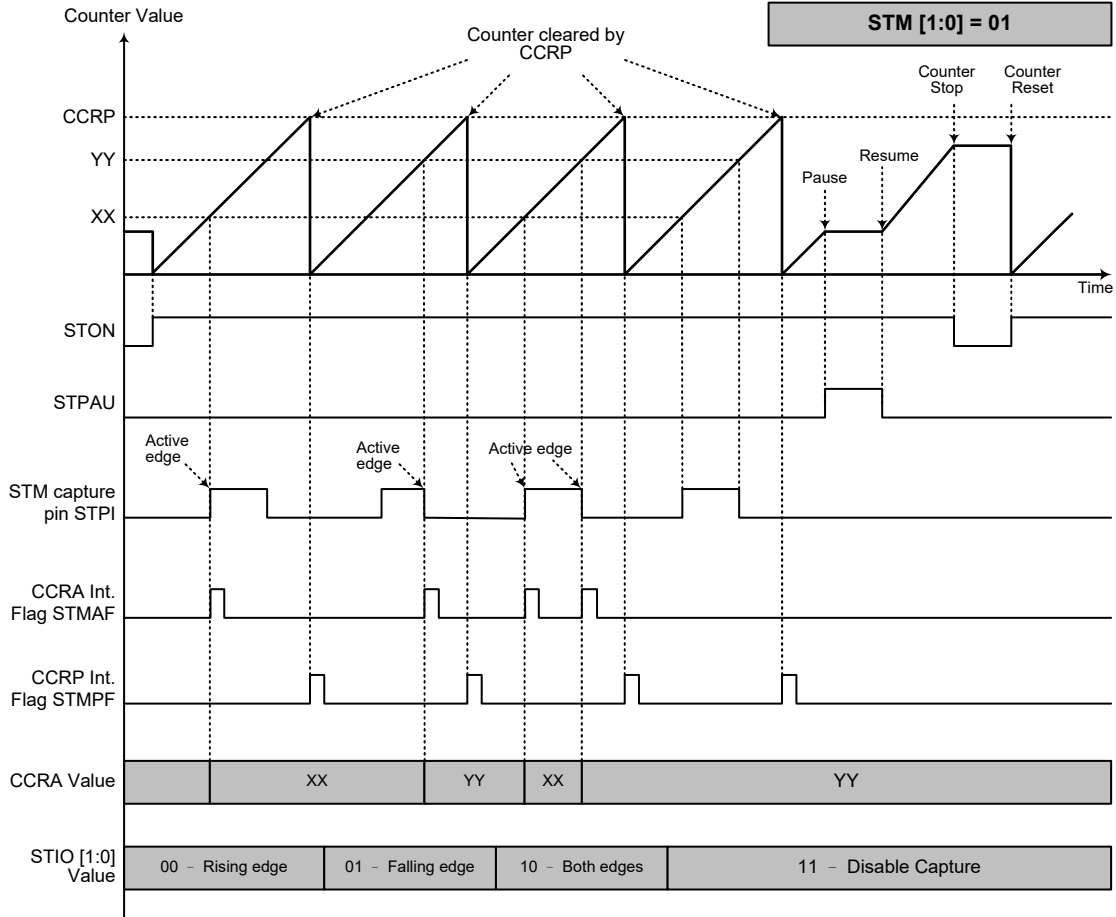 Counter Value
STM [1:0] = 01
Counter cleared by
CCRP
Counter
Stop
Counter
Reset
CCRP
YY
Resume
Pause
XX
Time
STON
STPAU
Active
edge
Active
edge
Active edge
STM capture
pin STPI
CCRA Int.
Flag STMAF
CCRP Int.
Flag STMPF
CCRA Value
XX
YY
XX
YY
STIO [1:0]
Value
00 - Rising edge
01 - Falling edge
10 - Both edges
11 - Disable Capture